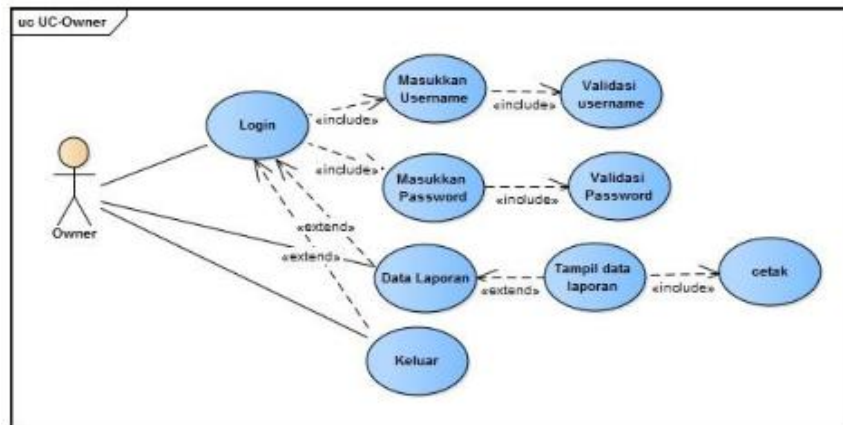 uc UC-Owner
Masukkan
Username
Validasi
username
Login
«include»
«include»
«include»
Masukkan
Password
Validasi
Password
«include»
Owner
«extend»
«extend»
Data Laporan
Tampil data
laporan
cetak
«extend»
«include»
Keluar